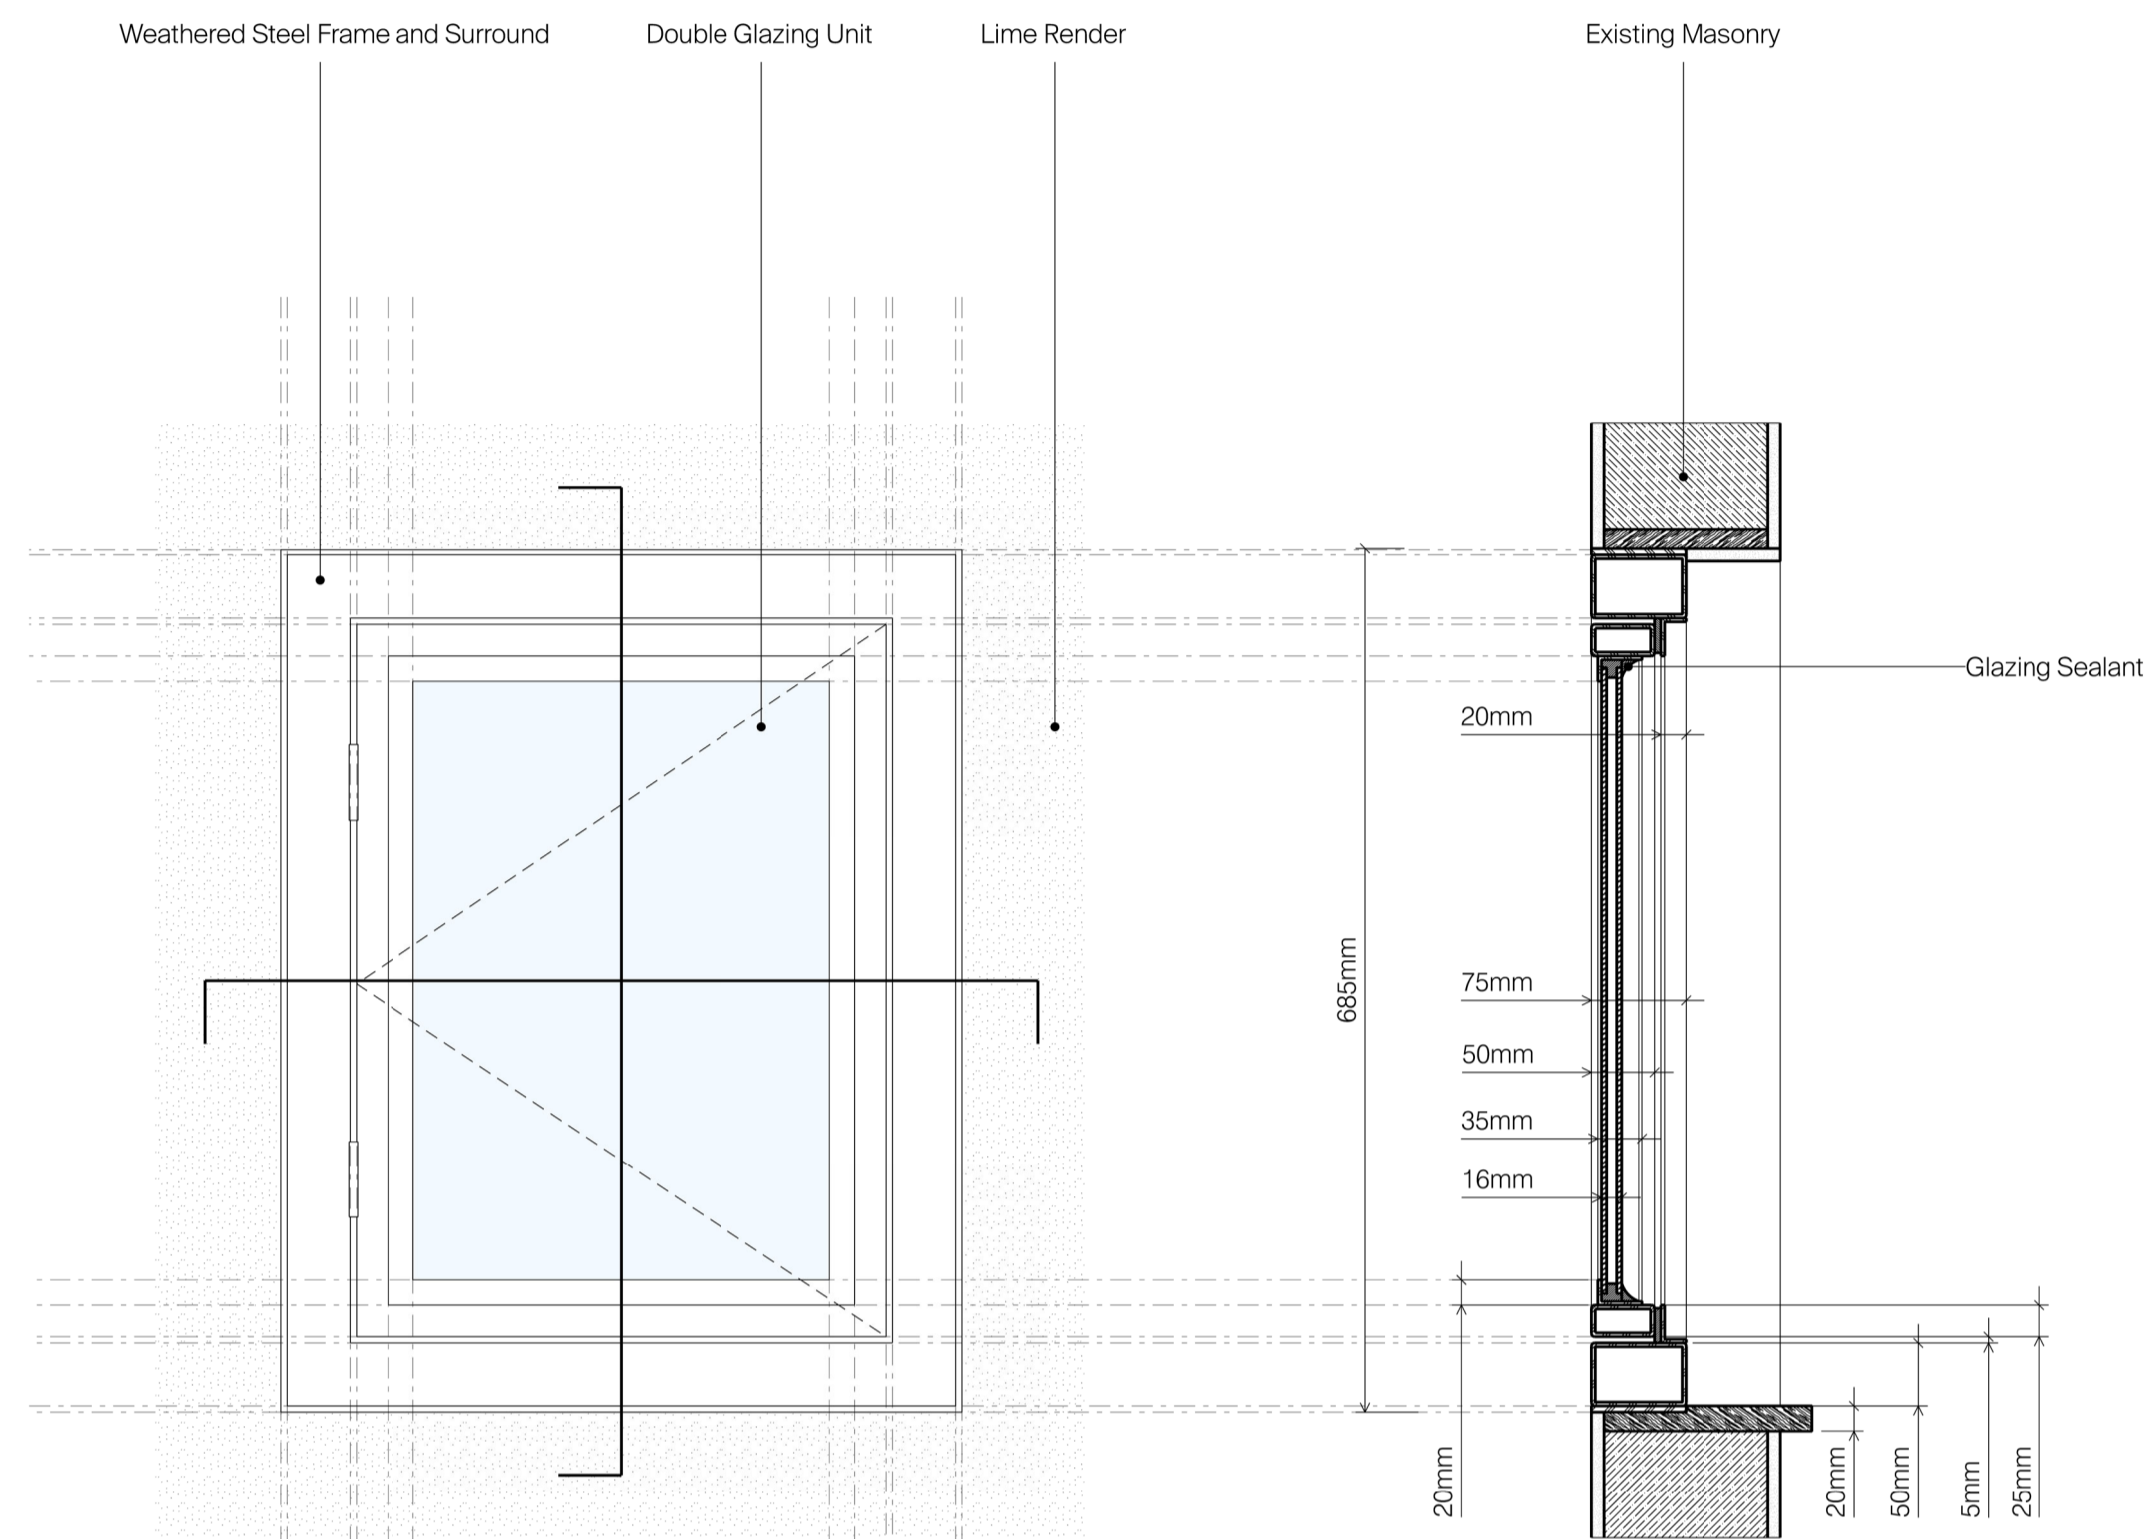 Weathered Steel Frame and Surround
Double Glazing Unit
Lime Render
Existing Masonry
Glazing Sealant
20mm
685mm
75mm
50mm
35mm
16mm
20mm
20mm
50mm
5mm
25mm